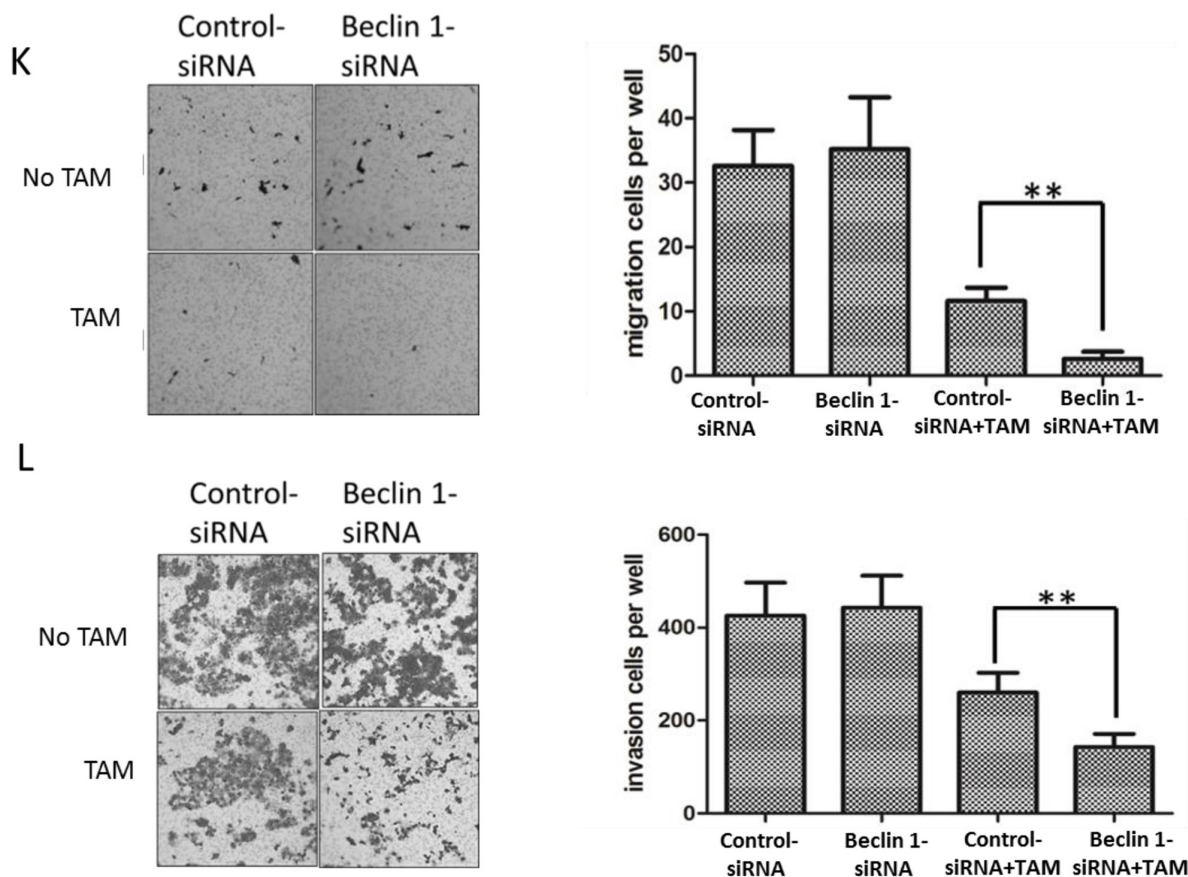 K
Control-
siRNA
Beclin 1-
siRNA
No TAM
TAM
migration cells per well
50
40
30
20
10
0
**
Control-
siRNA
Beclin 1-
siRNA
Control-
siRNA+TAM
Beclin 1-
siRNA+TAM
L
Control-
siRNA
Beclin 1-
siRNA
No TAM
TAM
invasion cells per well
600
400
200
0
**
Control-
siRNA
Beclin 1-
siRNA
Control-
siRNA+TAM
Beclin 1-
siRNA+TAM